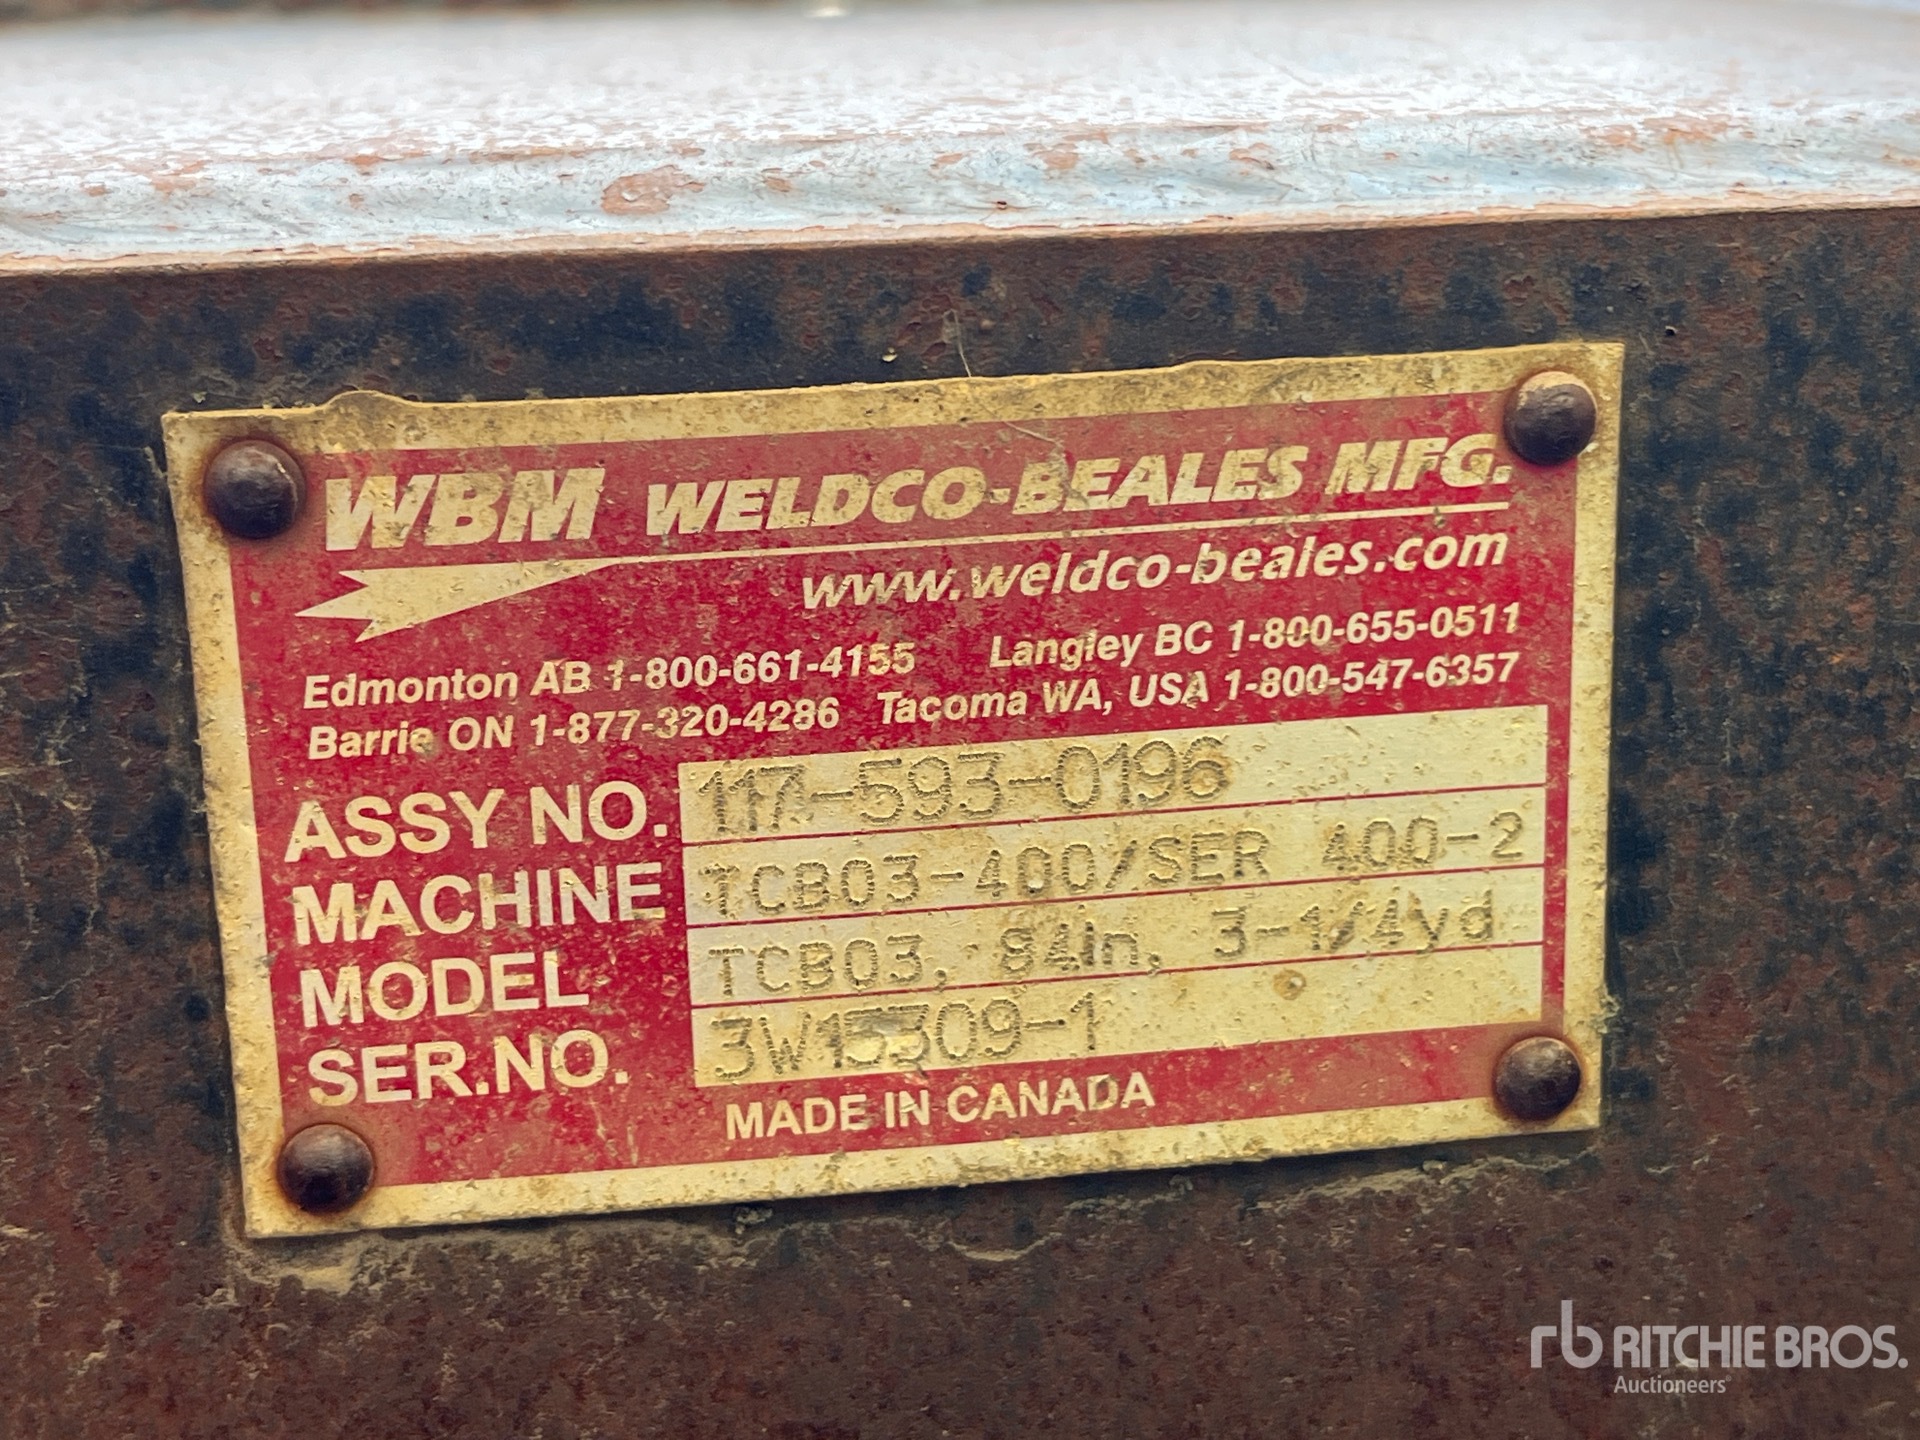 WBM WELDCO-BEALES MFG.
www.weldco-beales.com
Edmonton AB 1-800-661-4155 Langley BC 1-800-655-0511
Barrie ON 1-877-320-4286 Tacoma WA, USA 1-800-547-6357
ASSY NO. 117-593-0196
MACHINE TCB03-400/SER 400-2
MODEL TCB03, 84in, 3-1/4yd
SER.NO. 3W15309-1
MADE IN CANADA
rb RITCHIE BROS.
Auctioneers